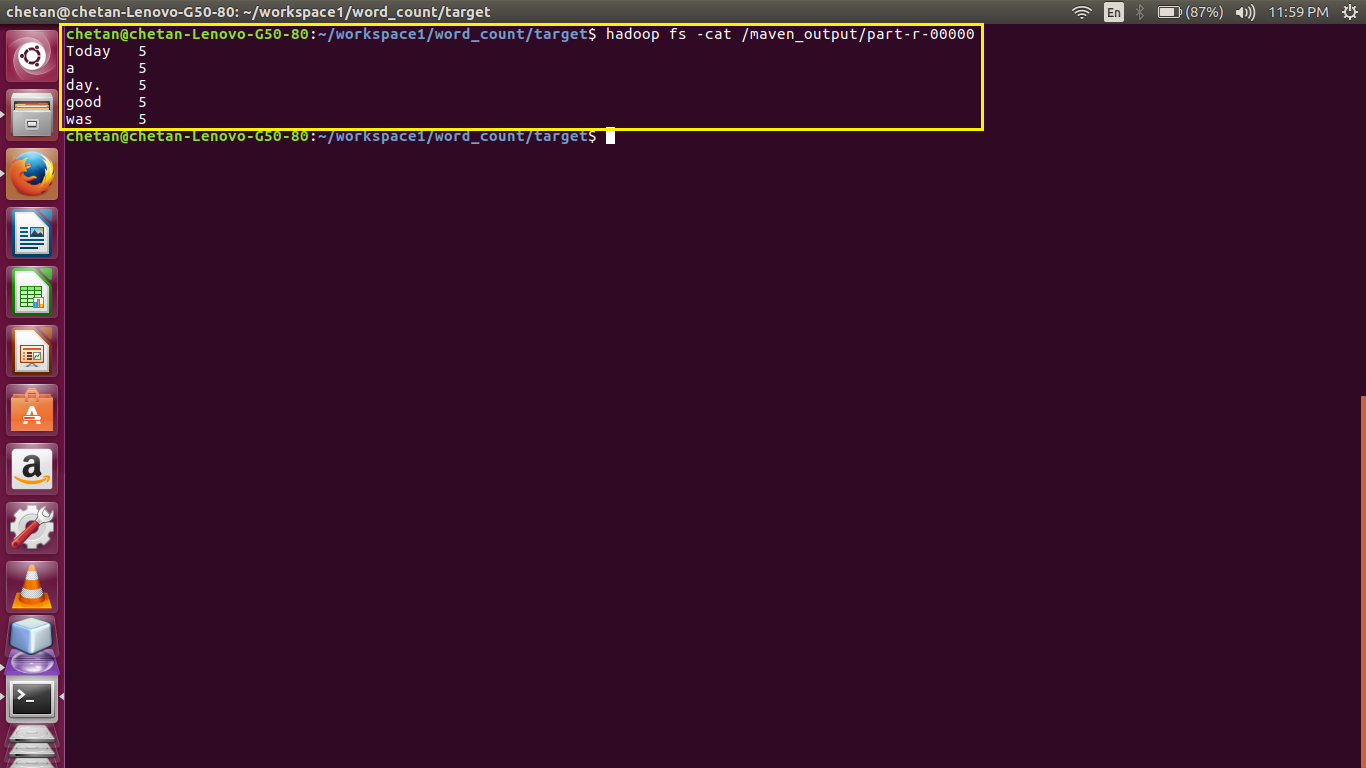 chetan@chetan-Lenovo-G50-80: ~/workspace1/word_count/target
En
(87%)
11:59 PM
chetan@chetan-Lenovo-G50-80:~/workspace1/word_count/target$ hadoop fs -cat /maven_output/part-r-00000
Today 5
a 5
day. 5
good 5
was 5
chetan@chetan-Lenovo-G50-80:~/workspace1/word_count/target$
A
a
>_